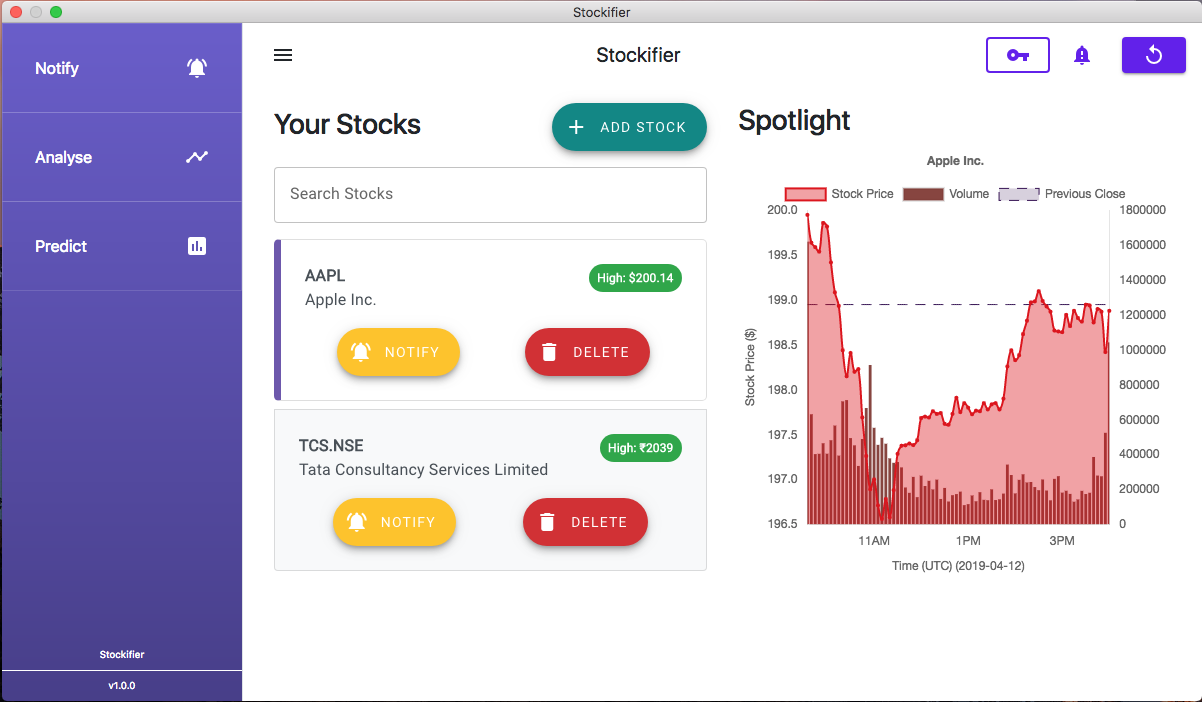 Stockifier
Notify
Analyse
Predict
Stockifier
v1.0.0
Stockifier
Your Stocks
ADD STOCK
Search Stocks
AAPL
High: $200.14
Apple Inc.
NOTIFY
DELETE
TCS.NSE
High: ₹2039
Tata Consultancy Services Limited
NOTIFY
DELETE
Spotlight
Apple Inc.
Stock Price
Volume
Previous Close
200.0
199.5
199.0
198.5
198.0
197.5
197.0
196.5
Stock Price ($)
1800000
1600000
1400000
1200000
1000000
800000
600000
400000
200000
0
11AM
1PM
3PM
Time (UTC) (2019-04-12)